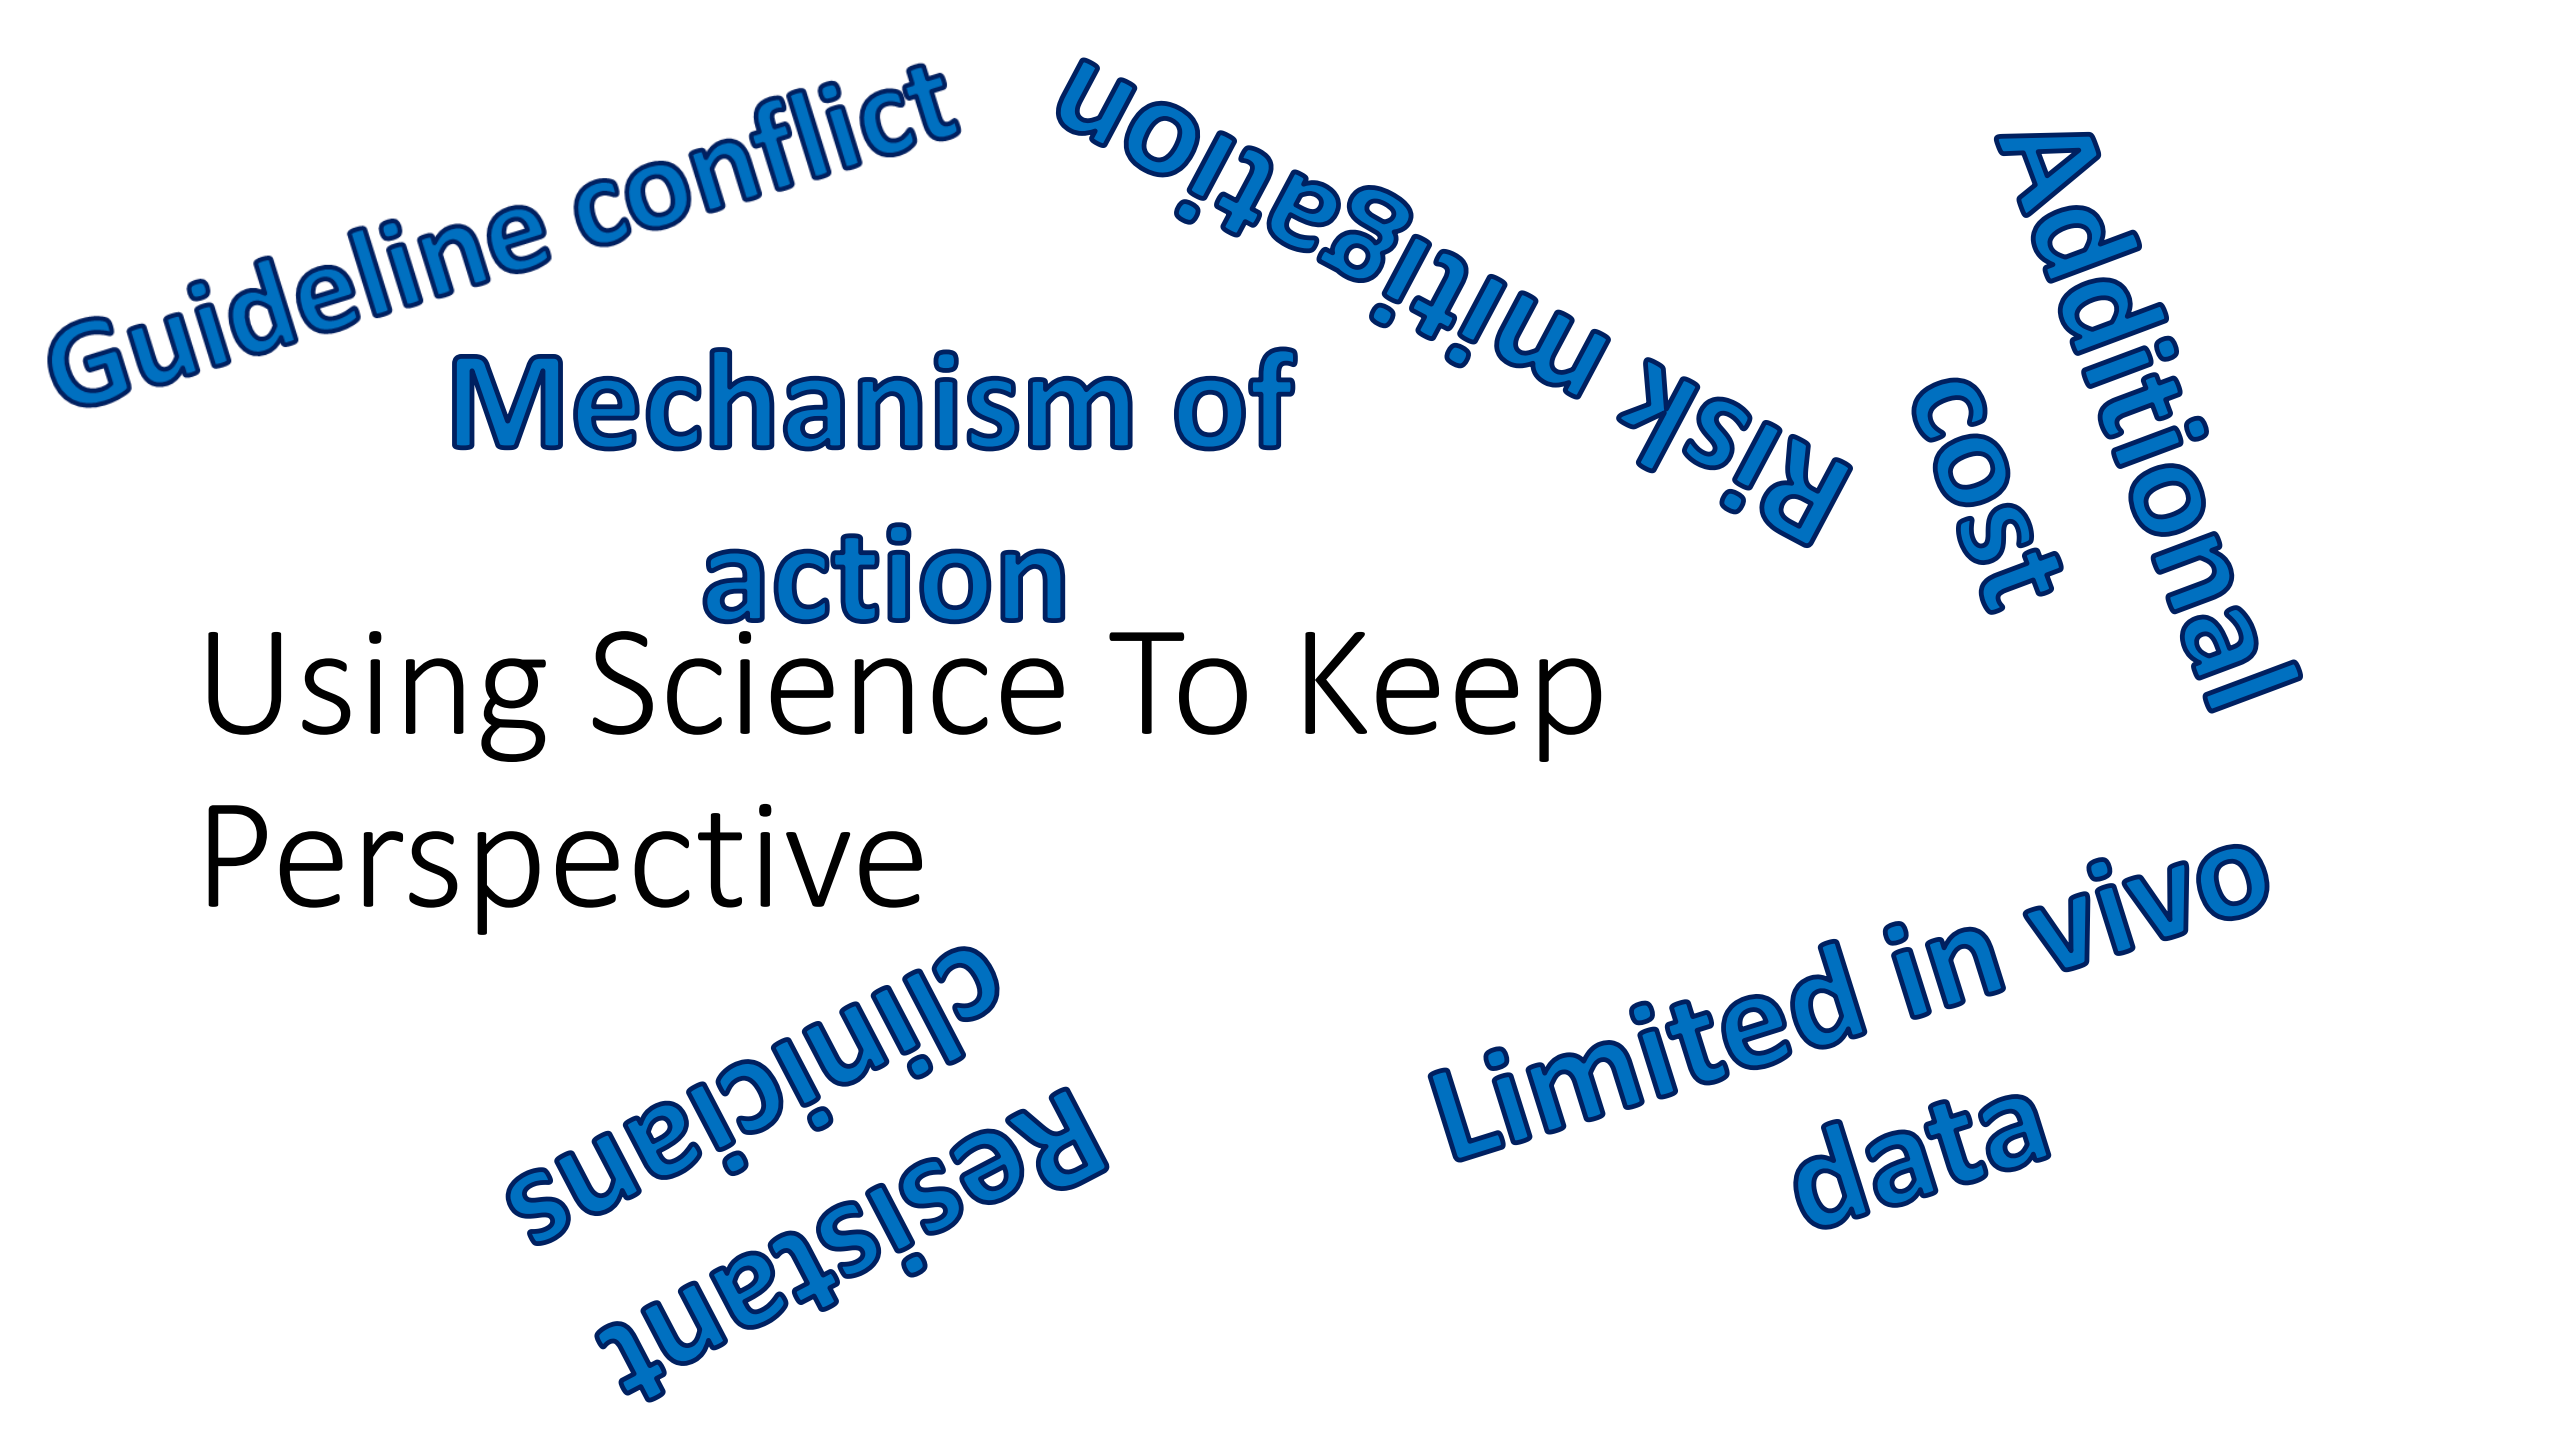 Guideline conflict
Risk mitigation
Additional
cost
Mechanism of
action
Using Science To Keep
Perspective
Limited in vivo
data
Resistant
clinicians